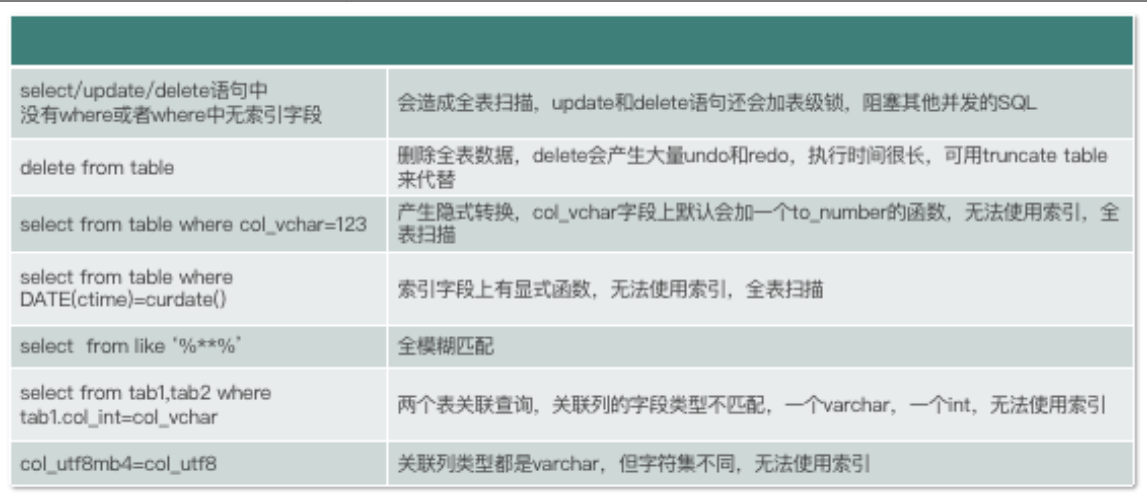 select/update/delete语句中
没有where或者where中无索引字段
会造成全表扫描，update和delete语句还会加表级锁，阻塞其他并发的SQL
delete from table
删除全表数据，delete会产生大量undo和redo，执行时间很长，可用truncate table
来代替
select from table where col_vchar=123
产生隐式转换，col_vchar字段上默认会加一个to_number的函数，无法使用索引，全
表扫描
select from table where
DATE(ctime)=curdate()
索引字段上有显式函数，无法使用索引，全表扫描
select  from like ‘%**%’
全模糊匹配
select from tab1,tab2 where
tab1.col_int=col_vchar
两个表关联查询，关联列的字段类型不匹配，一个varchar，一个int，无法使用索引
col_utf8mb4=col_utf8
关联列类型都是varchar，但字符集不同，无法使用索引